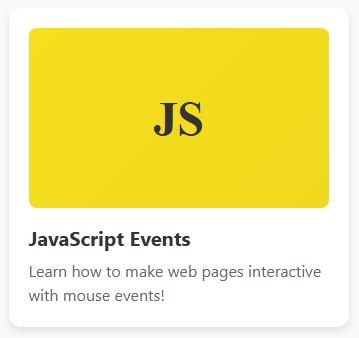 JS
JavaScript Events
Learn how to make web pages interactive
with mouse events!